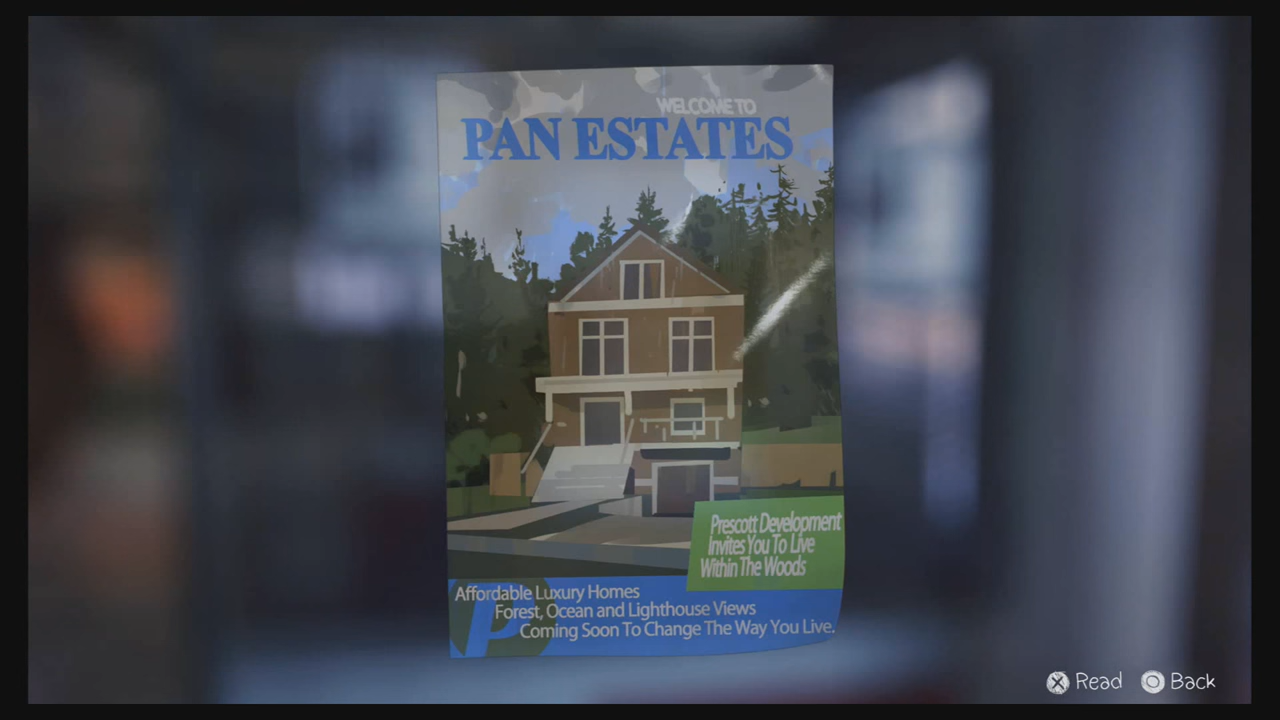 WELCOME TO
PAN ESTATES
Prescott Development
Invites You To Live
Within The Woods
Affordable Luxury Homes
Forest, Ocean and Lighthouse Views
Coming Soon To Change The Way You Live.
P
Read Back